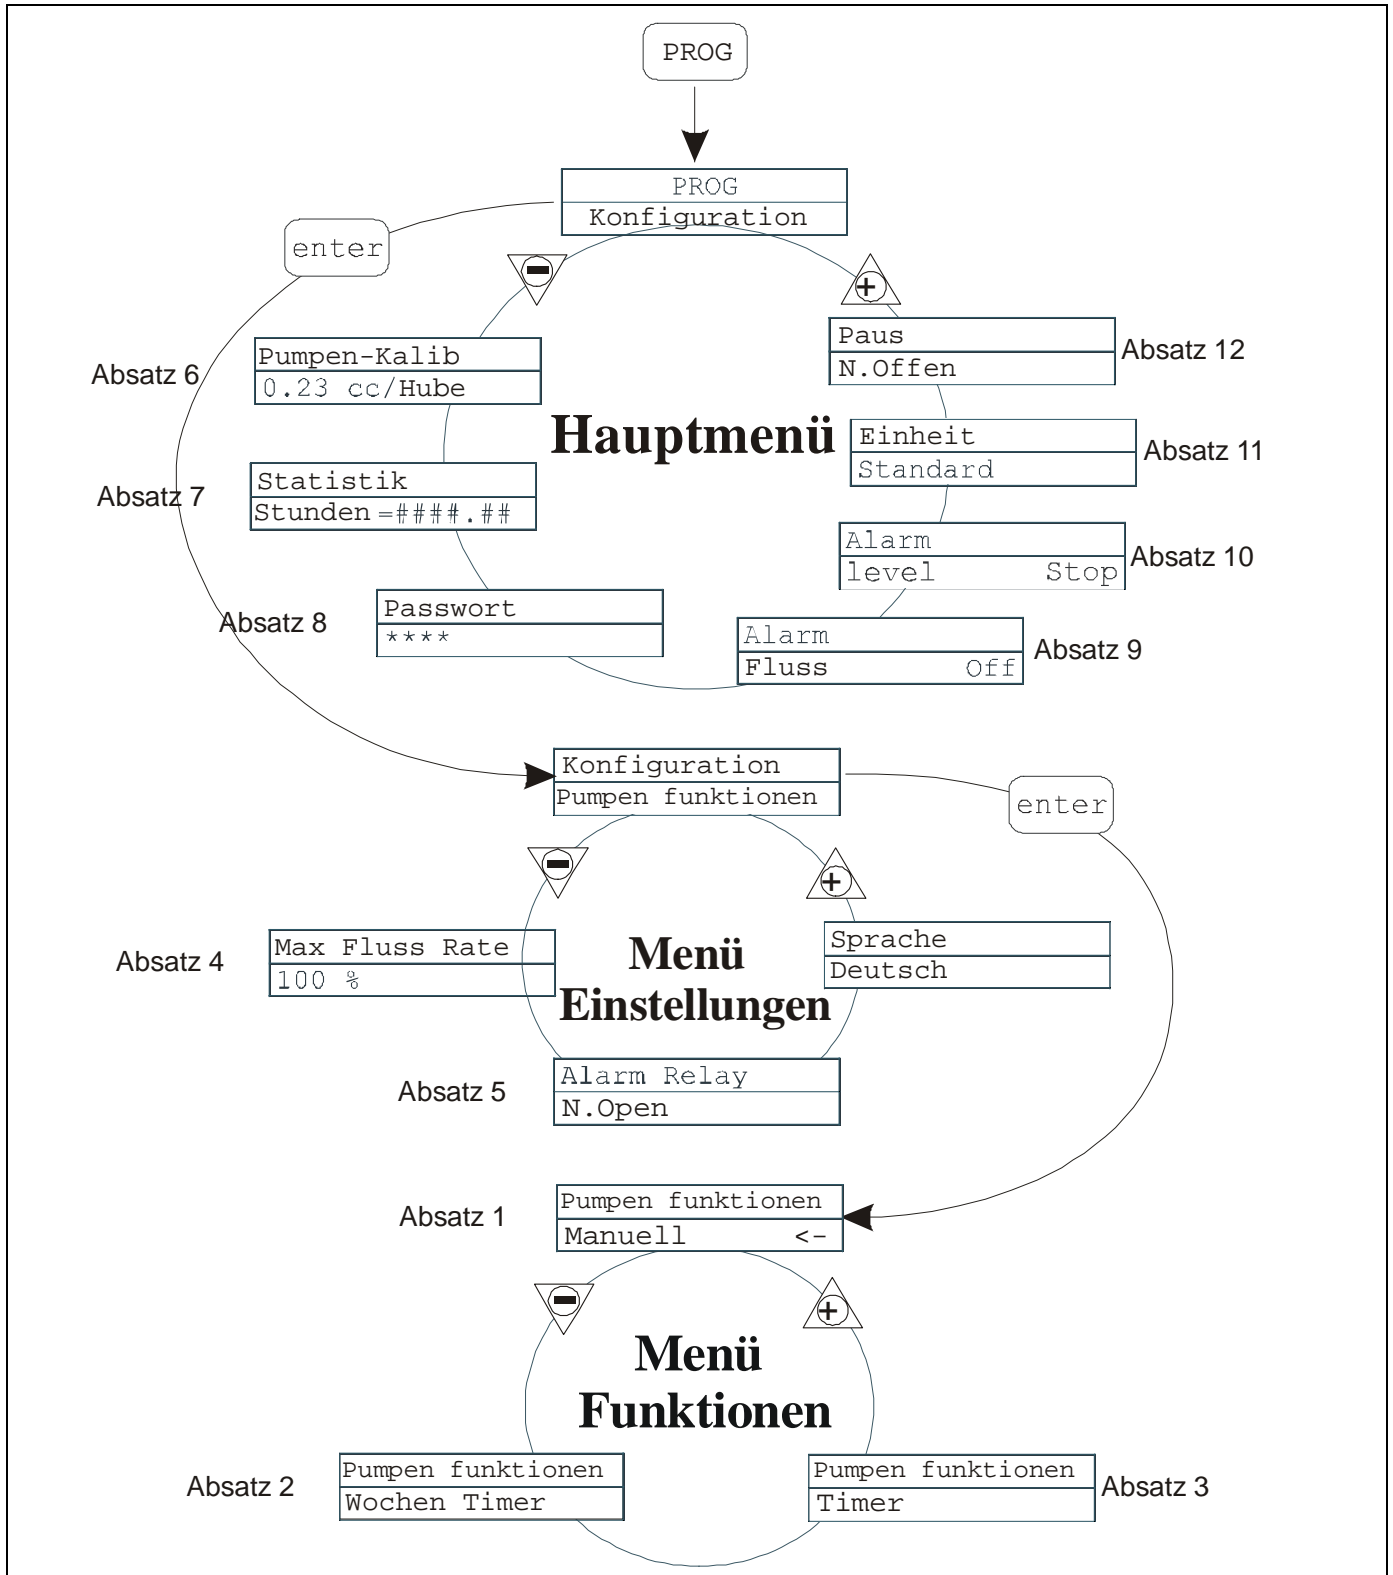 PROG
PROG
Konfiguration
enter
Pumpen-Kalib
0.23 cc/Hube
Absatz 6
Paus
N.Offen
Absatz 12
Hauptmenü
Einheit
Standard
Absatz 11
Statistik
Stunden =####.##
Absatz 7
Alarm
level Stop
Absatz 10
Passwort
****
Absatz 8
Alarm
Fluss Off
Absatz 9
Konfiguration
Pumpen funktionen
enter
Max Fluss Rate
100 %
Absatz 4
Menü
Einstellungen
Sprache
Deutsch
Alarm Relay
N.Open
Absatz 5
Pumpen funktionen
Manuell <-
Absatz 1
Menü
Funktionen
Absatz 2
Pumpen funktionen
Wochen Timer
Pumpen funktionen
Timer
Absatz 3